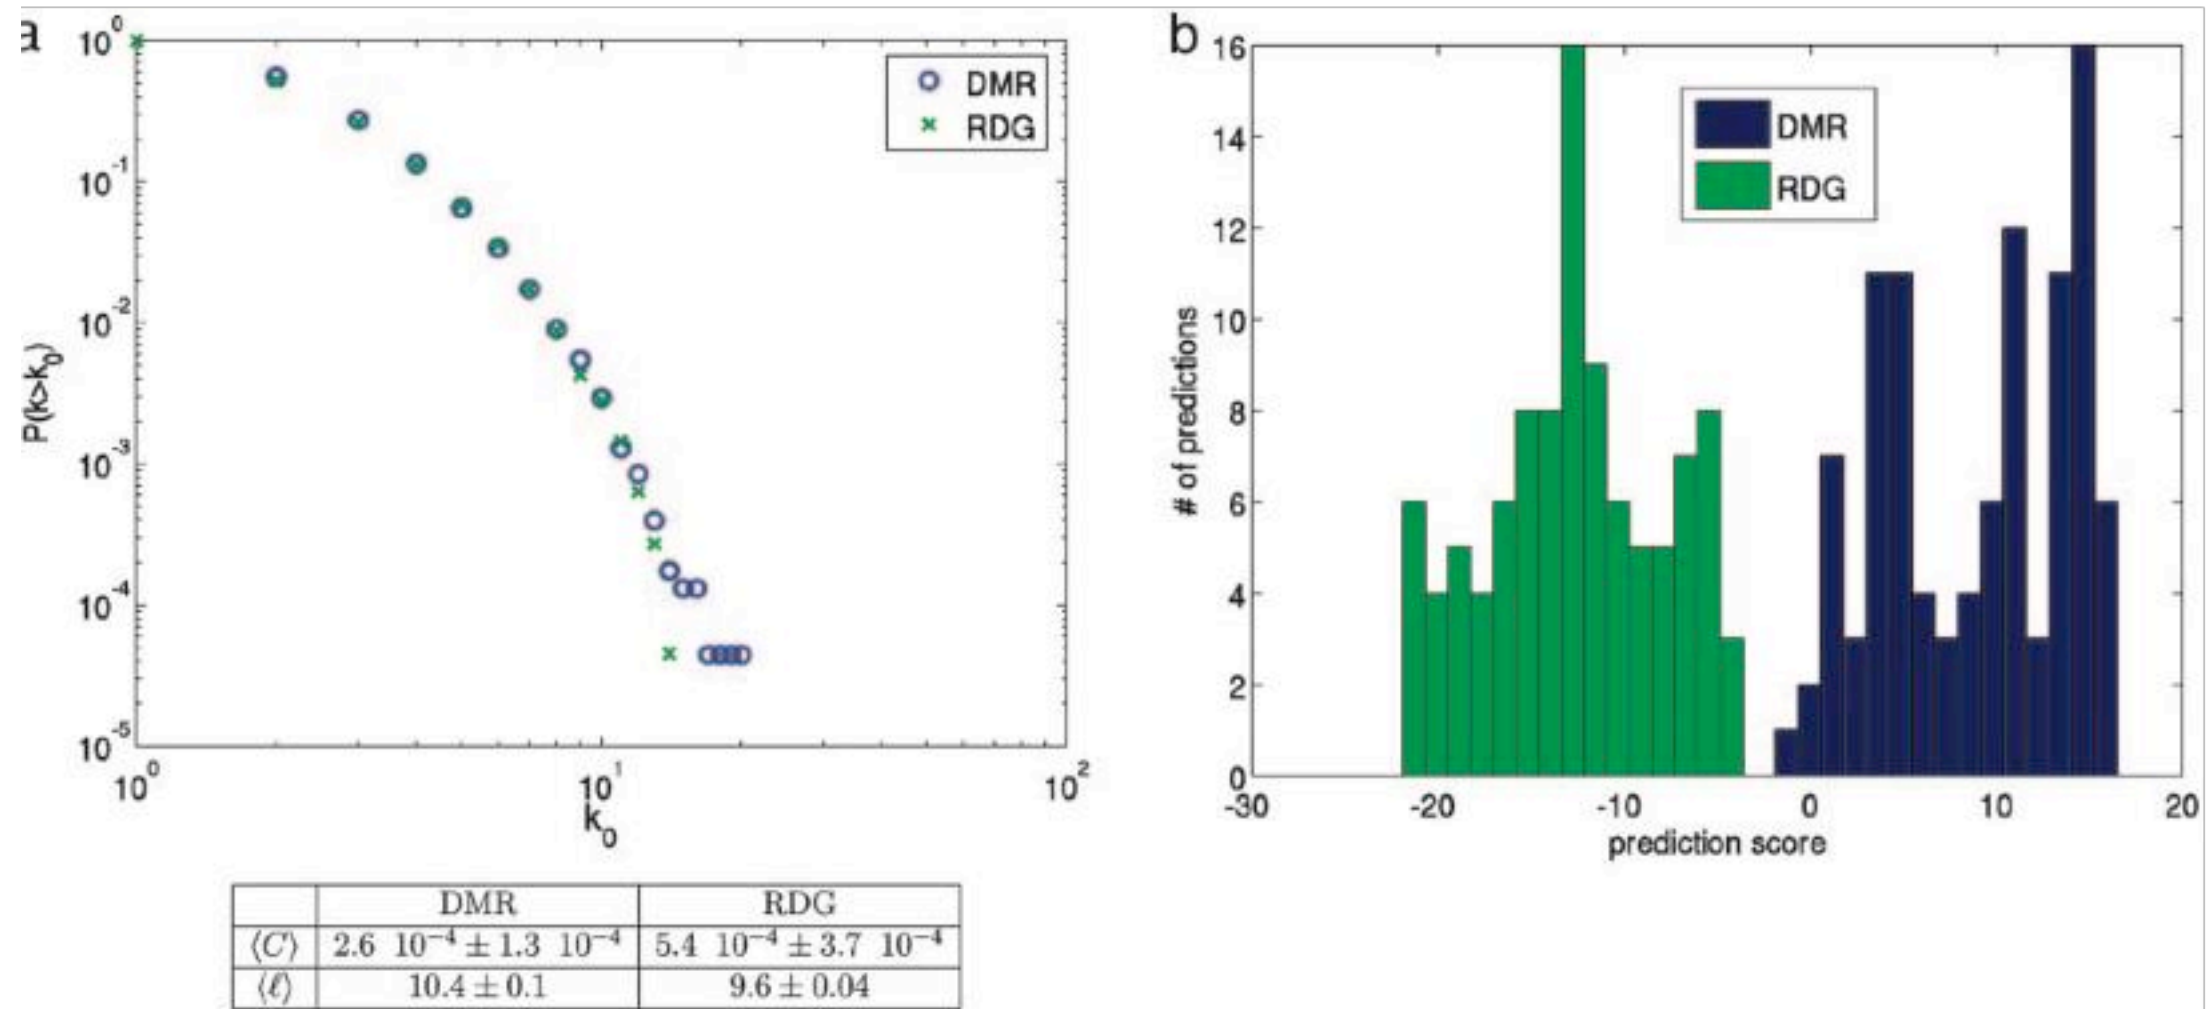 a
10^0
10^-1
10^-2
10^-3
10^-4
10^-5
P(k>k_0)
DMR
RDG
10^0 10^1 10^2
k_0
DMR RDG
⟨C⟩ 2.6 10^−4 ± 1.3 10^−4 5.4 10^−4 ± 3.7 10^−4
⟨ℓ⟩ 10.4 ± 0.1 9.6 ± 0.04
b
16
14
12
10
8
6
4
2
0
# of predictions
DMR
RDG
-30 -20 -10 0 10 20
prediction score